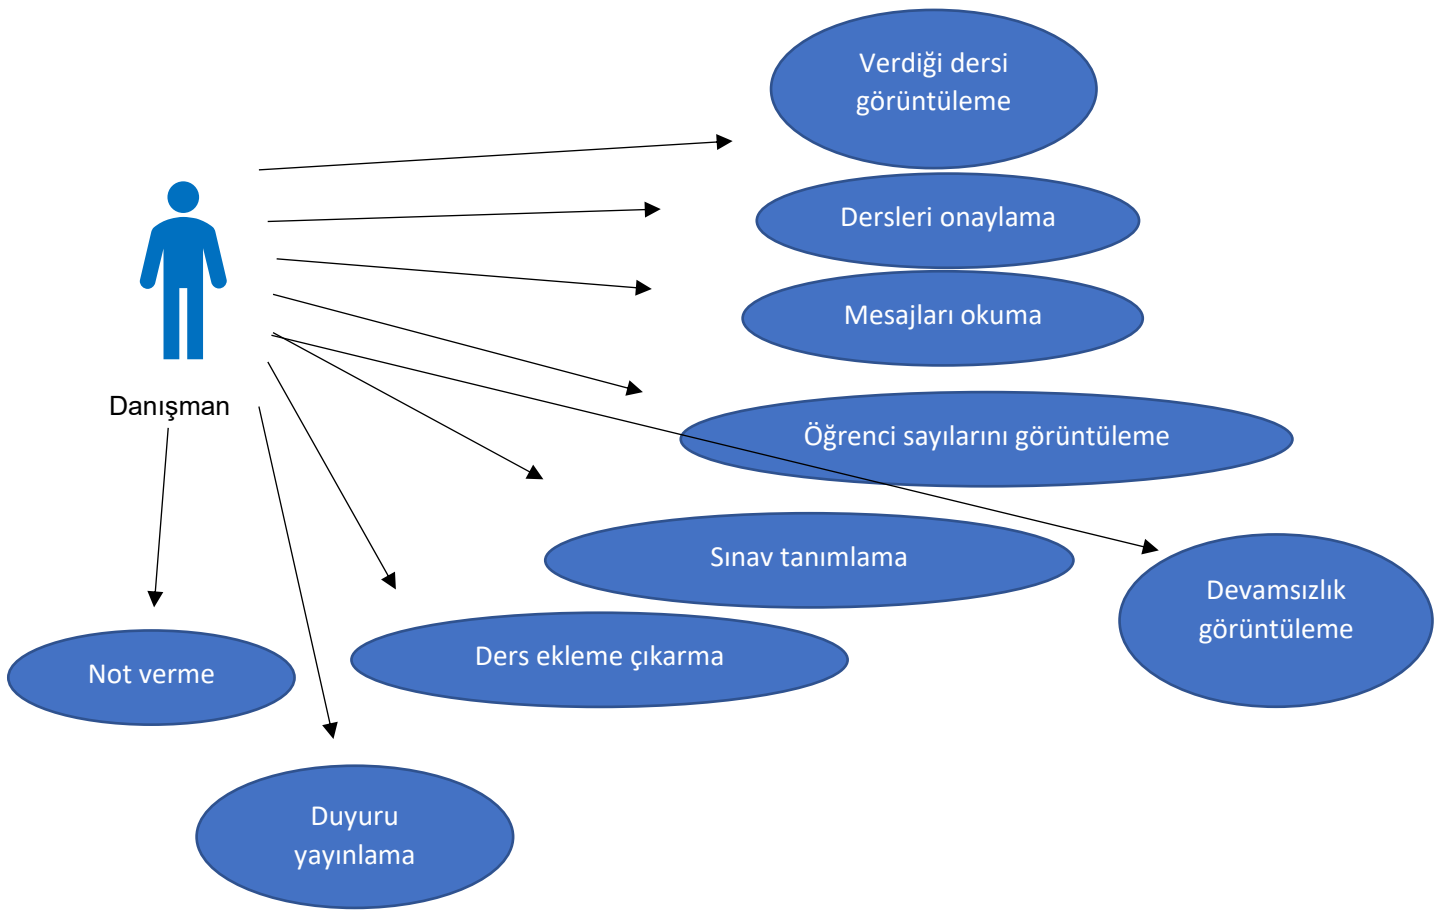 Verdiği dersi
görüntüleme
Dersleri onaylama
Mesajları okuma
Danışman
Öğrenci sayılarını görüntüleme
Sınav tanımlama
Devamsızlık
görüntüleme
Ders ekleme çıkarma
Not verme
Duyuru
yayınlama